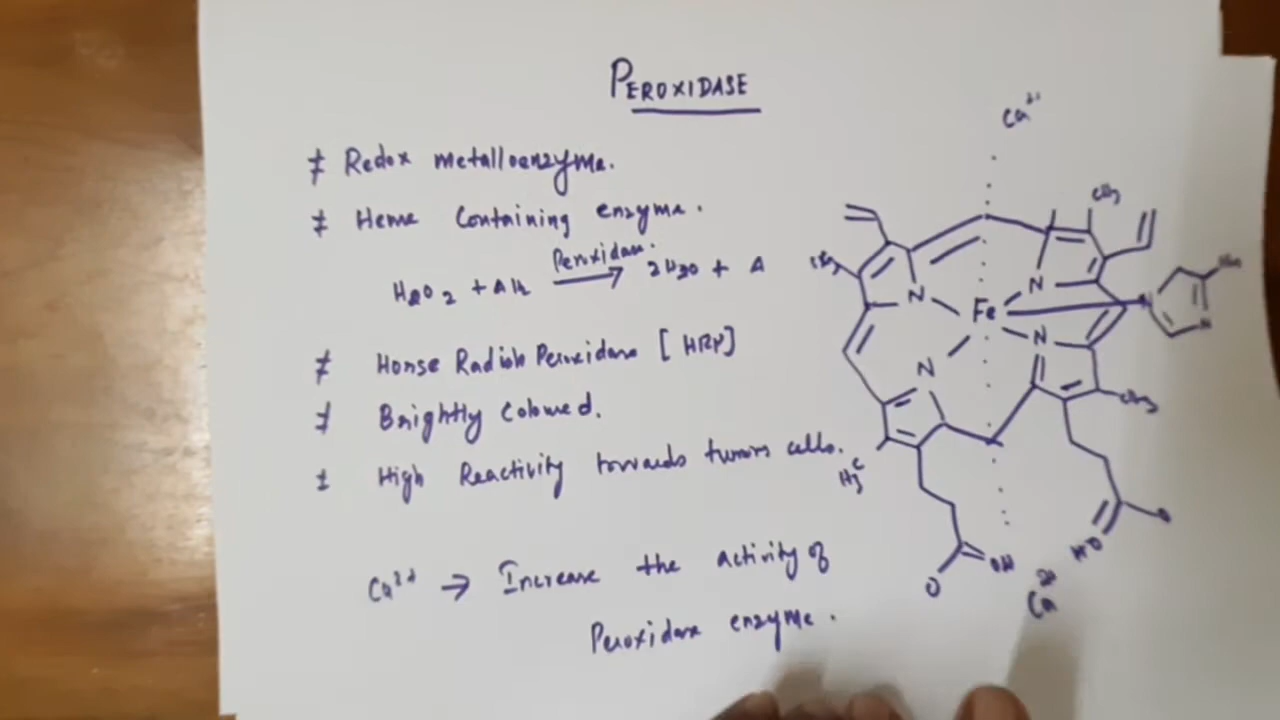 PEROXIDASE
Redox metalloenzyme.
Heme Containing enzyme.
Peroxidase.
H2O2 + AH2 → 2H2O + A
Horse Radish Peroxidase [HRP]
Brightly Coloured.
High Reactivity towards tumors cells.
Ca2+ → Increase the activity of
Peroxidase enzyme.
Ca2+
CH3
CH3
N
N
Fe
N
N
N
N
CH3
H3C
O
OH
HO
O
Ca2+